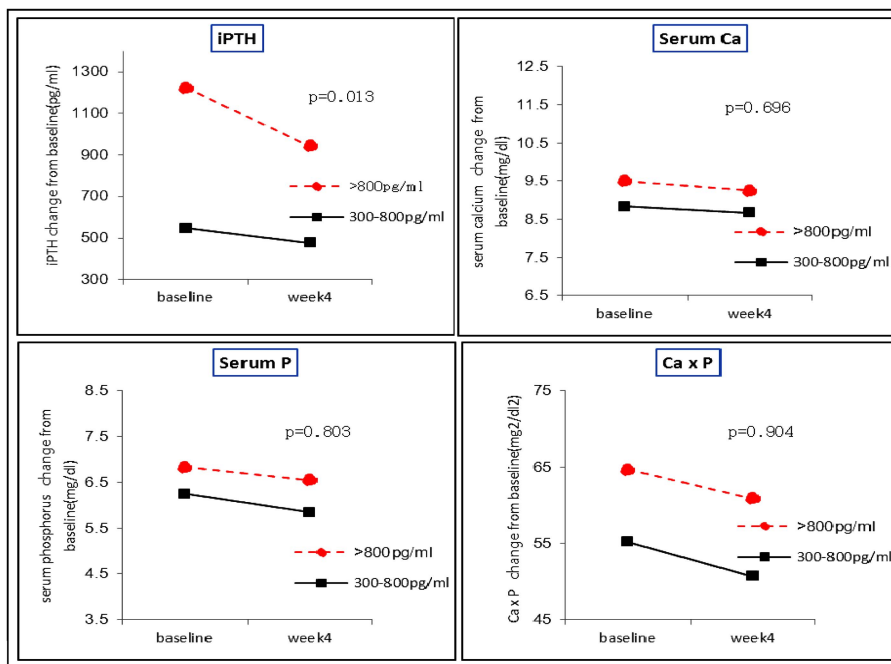 iPTH
iPTH change from baseline(pg/ml)
1300
1100
900
700
500
300
p=0.013
>800pg/ml
300-800pg/ml
baseline
week4
Serum Ca
serum calcium change from
baseline(mg/dl)
12.5
11.5
10.5
9.5
8.5
7.5
6.5
p=0.696
>800pg/ml
300-800pg/ml
baseline
week4
Serum P
serum phosphorus change from
baseline(mg/dl)
8.5
7.5
6.5
5.5
4.5
3.5
p=0.803
>800pg/ml
300-800pg/ml
baseline
week4
Ca x P
Ca x P change from baseline(mg2/dl2)
75
65
55
45
p=0.904
>800pg/ml
300-800pg/ml
baseline
week4